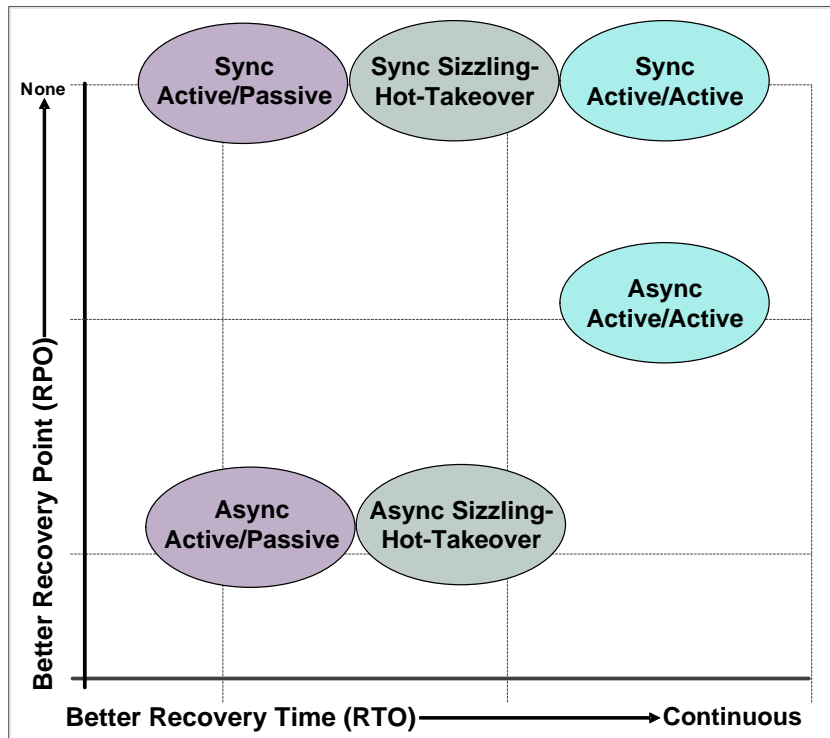 Sync
Active/Passive
Sync Sizzling-
Hot-Takeover
Sync
Active/Active
None
Async
Active/Active
Better Recovery Point (RPO)
Async
Active/Passive
Async Sizzling-
Hot-Takeover
Better Recovery Time (RTO)
Continuous